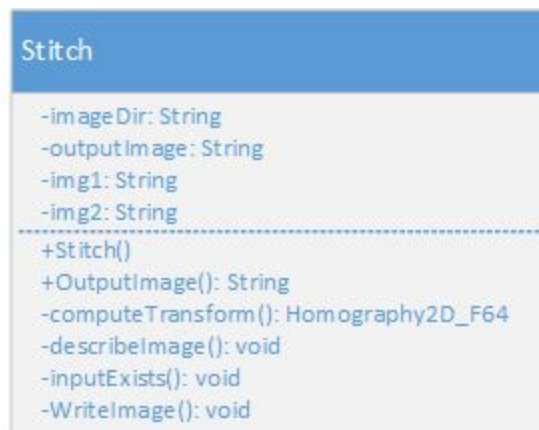 Stitch
-imageDir: String
-outputImage: String
-img1: String
-img2: String
+Stitch()
+OutputImage(): String
-computeTransform(): Homography2D_F64
-describeImage(): void
-inputExists(): void
-WriteImage(): void